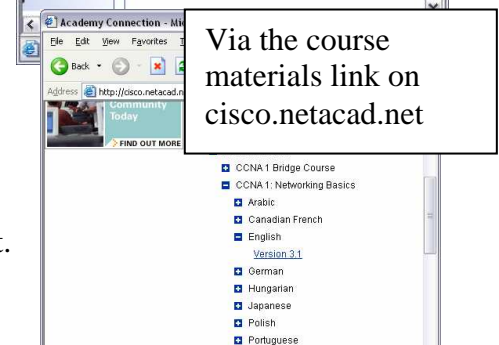 Academy Connection - Mic
File Edit View Favorites
Back
Address http://cisco.netacad.n
Via the course
materials link on
cisco.netacad.net
Community
Today
FIND OUT MORE
CCNA 1 Bridge Course
CCNA 1: Networking Basics
Arabic
Canadian French
English
Version 3.1
German
Hungarian
Japanese
Polish
Portuguese
t.